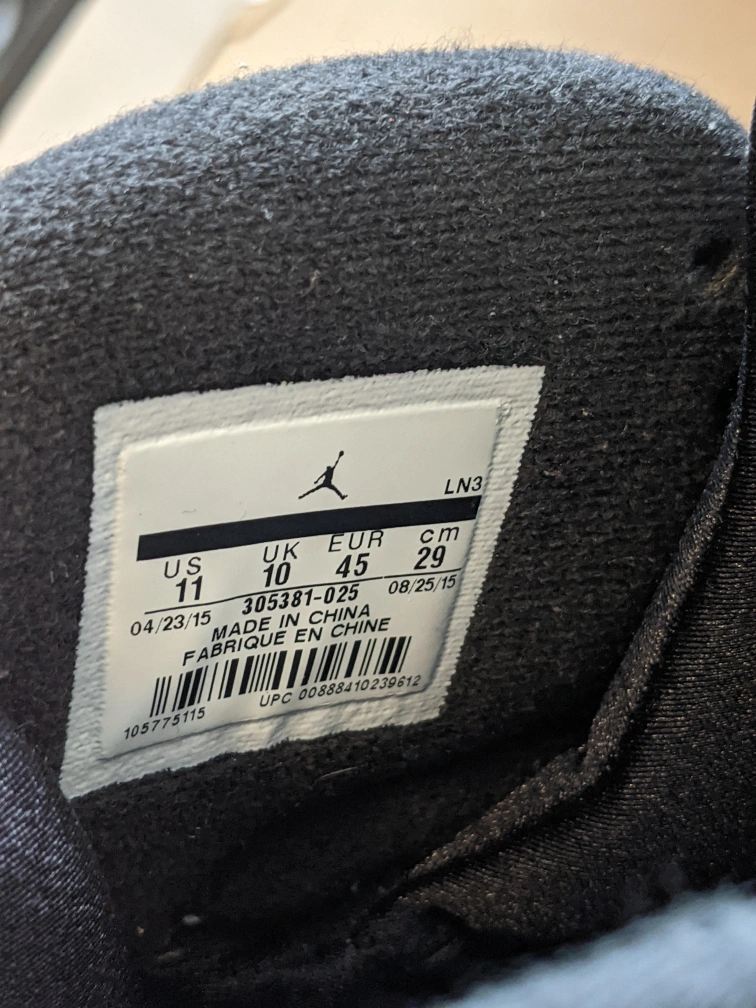 LN3
US UK EUR cm
11 10 45 29
04/23/15 305381-025 08/25/15
MADE IN CHINA
FABRIQUE EN CHINE
105775115 UPC 00888410239612